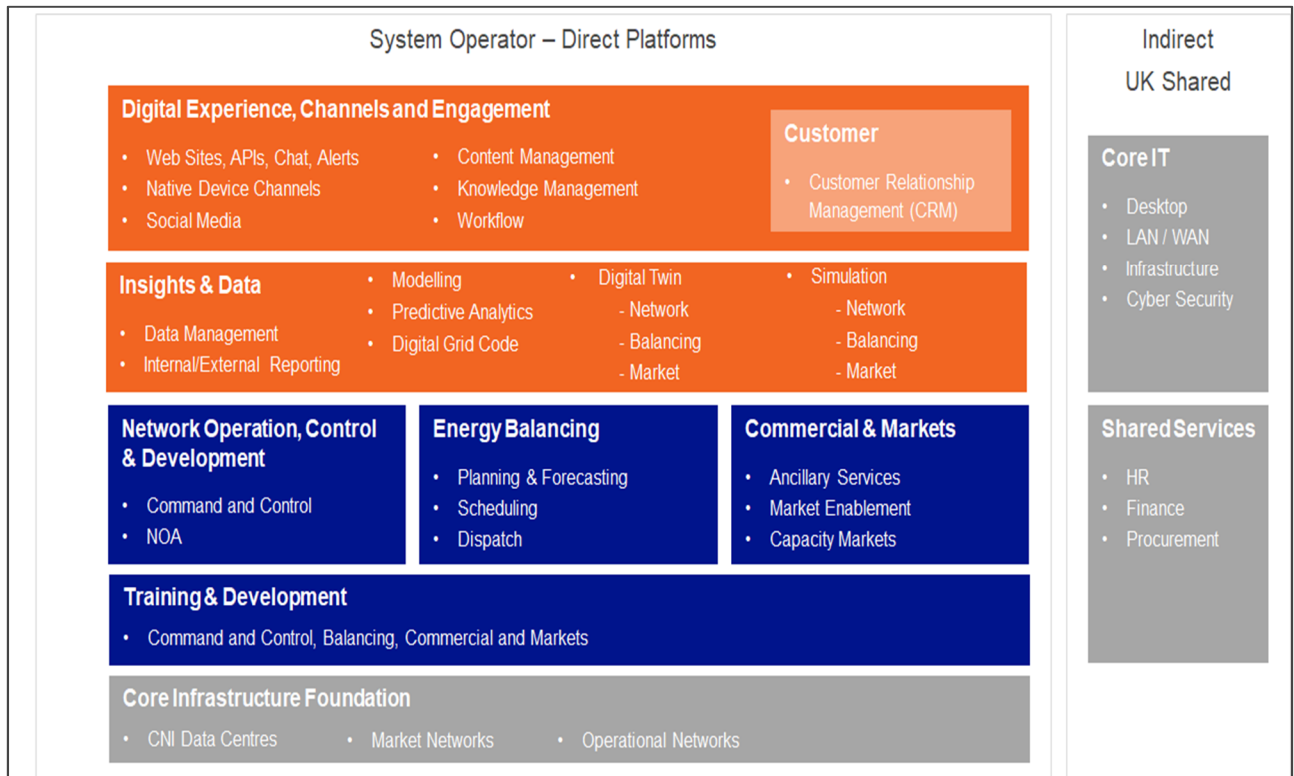 System Operator – Direct Platforms
Digital Experience, Channels and Engagement
• Web Sites, APIs, Chat, Alerts
• Native Device Channels
• Social Media
• Content Management
• Knowledge Management
• Workflow
Customer
• Customer Relationship
Management (CRM)
Insights & Data
• Data Management
• Internal/External Reporting
• Modelling
• Predictive Analytics
• Digital Grid Code
• Digital Twin
- Network
- Balancing
- Market
• Simulation
- Network
- Balancing
- Market
Network Operation, Control
& Development
• Command and Control
• NOA
Energy Balancing
• Planning & Forecasting
• Scheduling
• Dispatch
Commercial & Markets
• Ancillary Services
• Market Enablement
• Capacity Markets
Training & Development
• Command and Control, Balancing, Commercial and Markets
Core Infrastructure Foundation
• CNI Data Centres
• Market Networks
• Operational Networks
Indirect
UK Shared
Core IT
• Desktop
• LAN / WAN
• Infrastructure
• Cyber Security
Shared Services
• HR
• Finance
• Procurement